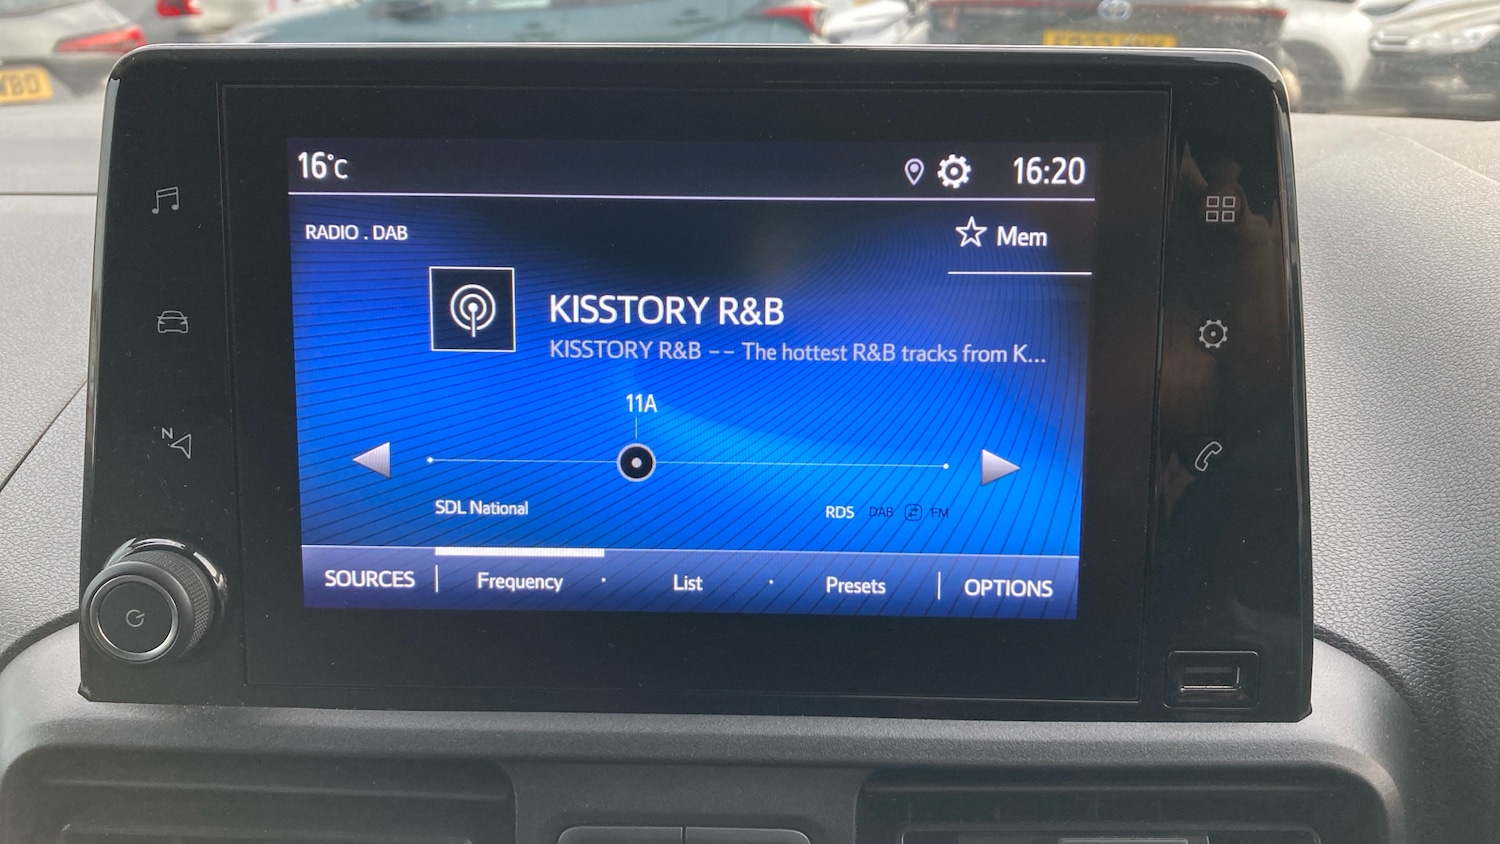 16°C
16:20
RADIO . DAB
Mem
KISSTORY R&B
KISSTORY R&B -- The hottest R&B tracks from K...
11A
SDL National
RDS DAB FM
SOURCES Frequency List Presets OPTIONS
N